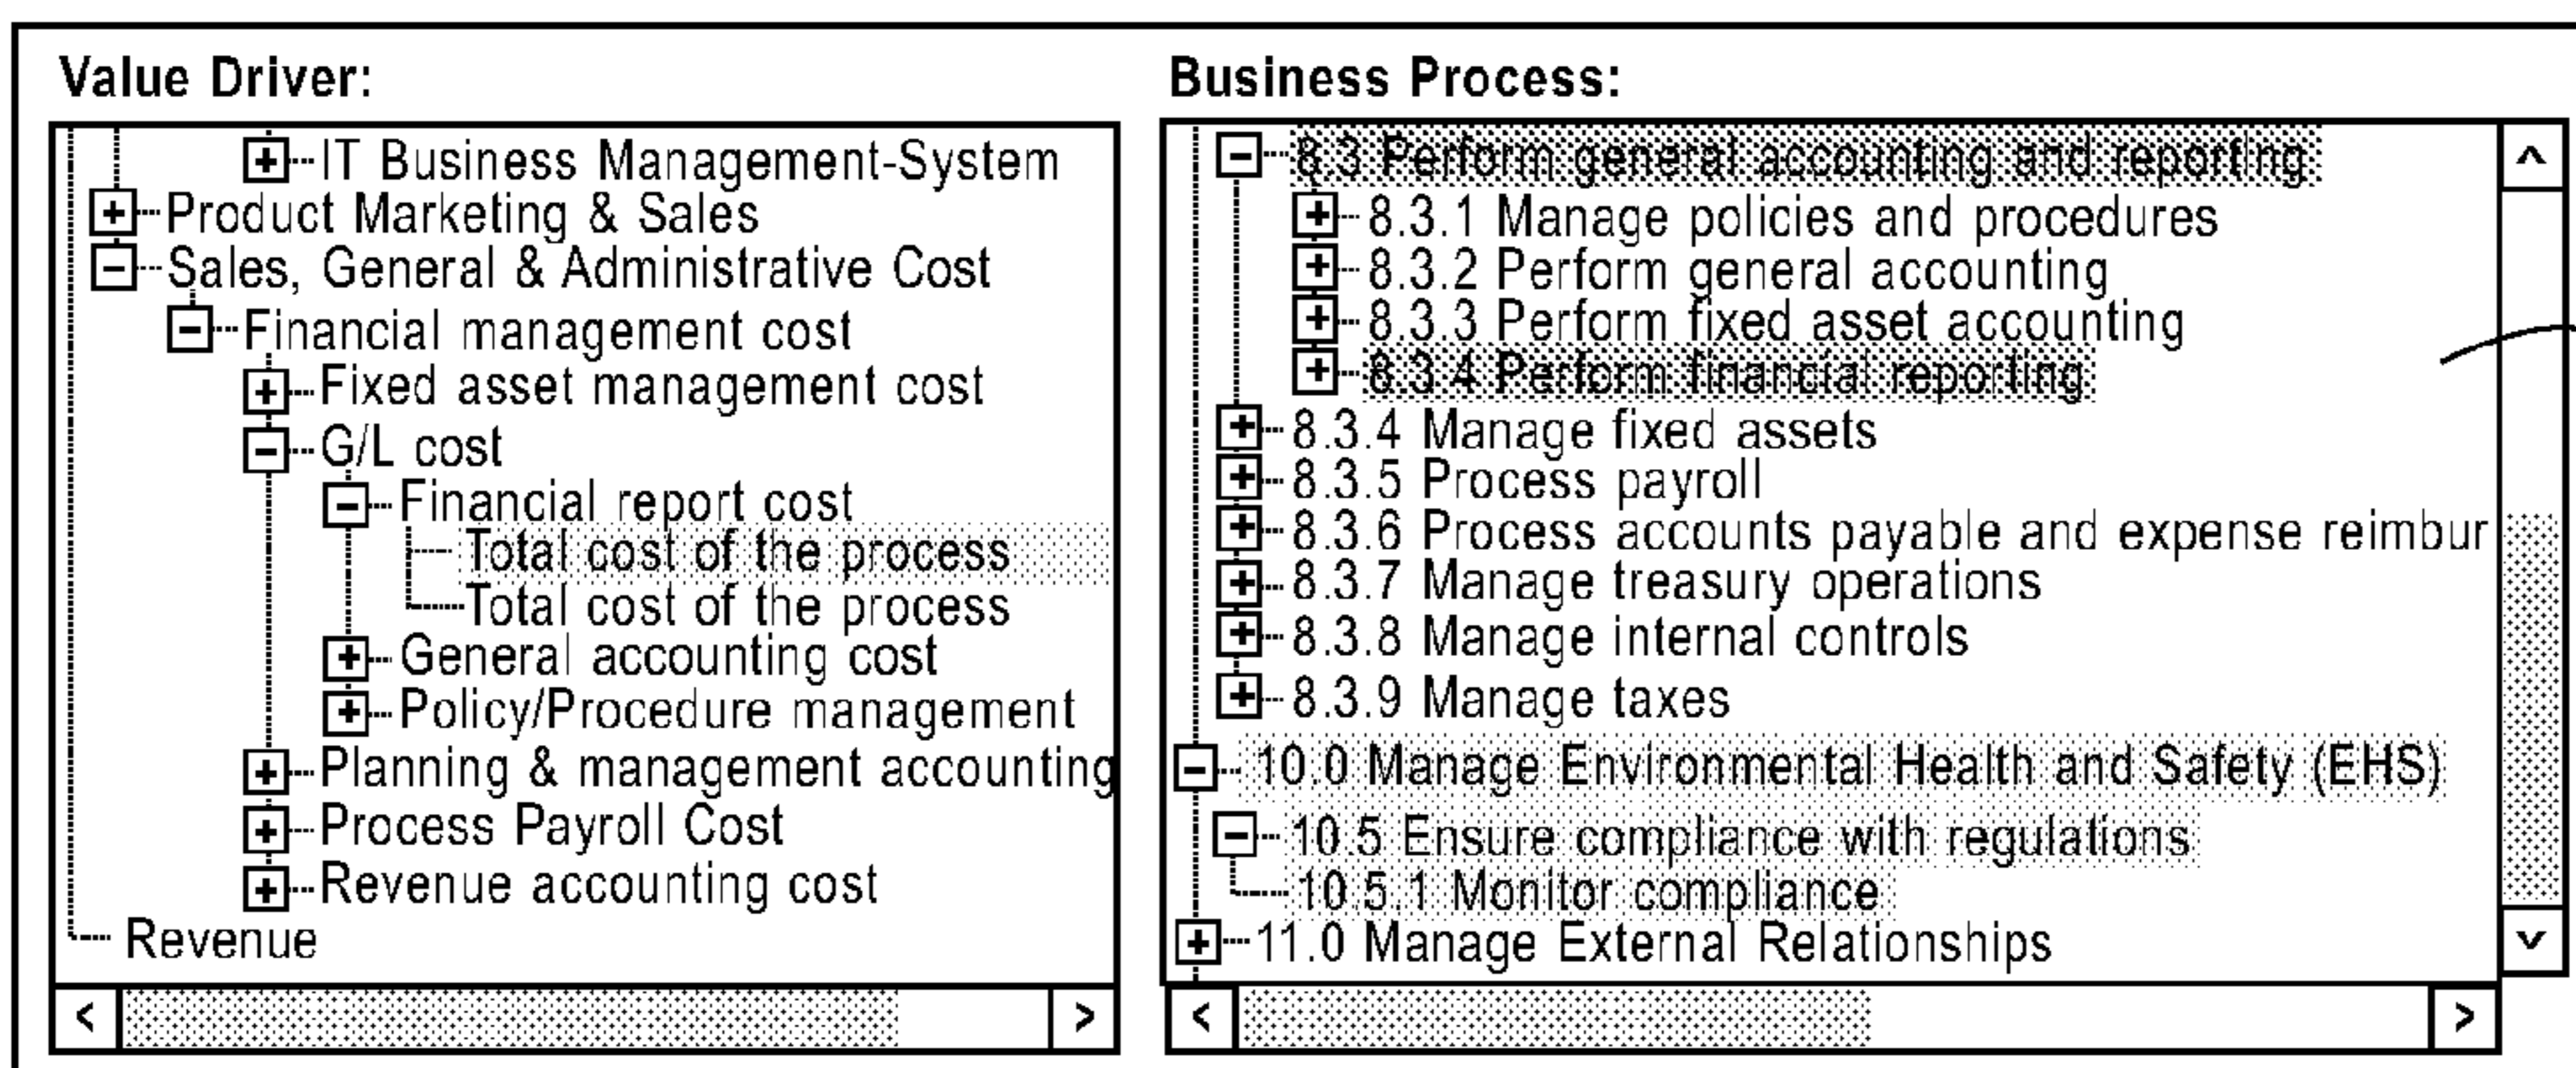 Value Driver:
IT Business Management-System
Product Marketing & Sales
Sales, General & Administrative Cost
Financial management cost
Fixed asset management cost
G/L cost
Financial report cost
Total cost of the process
Total cost of the process
General accounting cost
Policy/Procedure management
Planning & management accounting
Process Payroll Cost
Revenue accounting cost
Revenue
Business Process:
8.3 Perform general accounting and reporting
8.3.1 Manage policies and procedures
8.3.2 Perform general accounting
8.3.3 Perform fixed asset accounting
8.3.4 Perform financial reporting
8.3.4 Manage fixed assets
8.3.5 Process payroll
8.3.6 Process accounts payable and expense reimbur
8.3.7 Manage treasury operations
8.3.8 Manage internal controls
8.3.9 Manage taxes
10.0 Manage Environmental Health and Safety (EHS)
10.5 Ensure compliance with regulations
10.5.1 Monitor compliance
11.0 Manage External Relationships